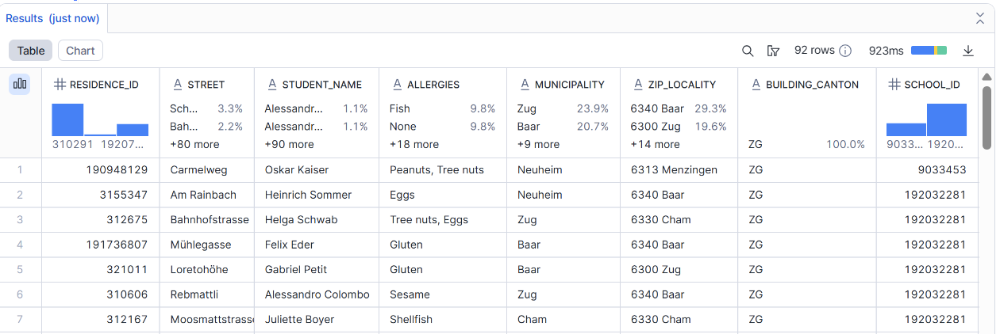 Results (just now)
Table Chart 92 rows 923ms
RESIDENCE_ID STREET STUDENT_NAME ALLERGIES MUNICIPALITY ZIP_LOCALITY BUILDING_CANTON SCHOOL_ID
Sch... 3.3% Alessandr... 1.1% Fish 9.8% Zug 23.9% 6340 Baar 29.3%
Bah... 2.2% Alessandr... 1.1% None 9.8% Baar 20.7% 6300 Zug 19.6%
310291 19207... +80 more +90 more +18 more +9 more +14 more ZG 100.0% 9033... 1920...
1 190948129 Carmelweg Oskar Kaiser Peanuts, Tree nuts Neuheim 6313 Menzingen ZG 9033453
2 3155347 Am Rainbach Heinrich Sommer Eggs Neuheim 6340 Baar ZG 192032281
3 312675 Bahnhofstrasse Helga Schwab Tree nuts, Eggs Zug 6330 Cham ZG 192032281
4 191736807 Mühlegasse Felix Eder Gluten Baar 6340 Baar ZG 192032281
5 321011 Loretohöhe Gabriel Petit Gluten Baar 6300 Zug ZG 192032281
6 310606 Rebmattli Alessandro Colombo Sesame Zug 6340 Baar ZG 192032281
7 312167 Moosmattstrasse Juliette Boyer Shellfish Cham 6330 Cham ZG 192032281